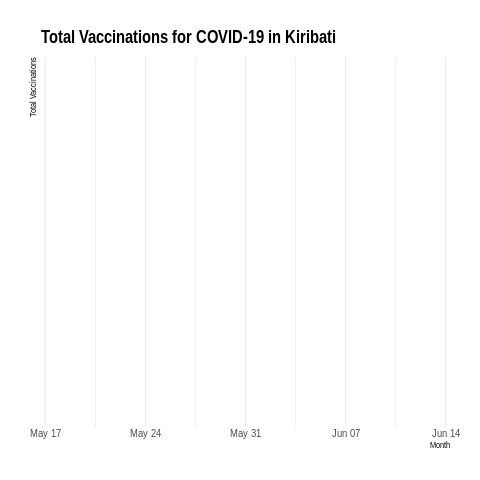 Total Vaccinations for COVID-19 in Kiribati
Total Vaccinations
May 17 May 24 May 31 Jun 07 Jun 14
Month